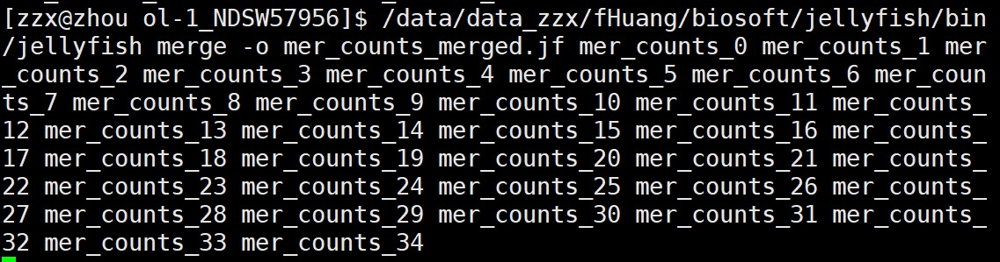 [zzx@zhou ol-1_NDSW57956]$ /data/data_zzx/fHuang/biosoft/jellyfish/bin
/jellyfish merge -o mer_counts_merged.jf mer_counts_0 mer_counts_1 mer
_counts_2 mer_counts_3 mer_counts_4 mer_counts_5 mer_counts_6 mer_coun
ts_7 mer_counts_8 mer_counts_9 mer_counts_10 mer_counts_11 mer_counts_
12 mer_counts_13 mer_counts_14 mer_counts_15 mer_counts_16 mer_counts_
17 mer_counts_18 mer_counts_19 mer_counts_20 mer_counts_21 mer_counts_
22 mer_counts_23 mer_counts_24 mer_counts_25 mer_counts_26 mer_counts_
27 mer_counts_28 mer_counts_29 mer_counts_30 mer_counts_31 mer_counts_
32 mer_counts_33 mer_counts_34